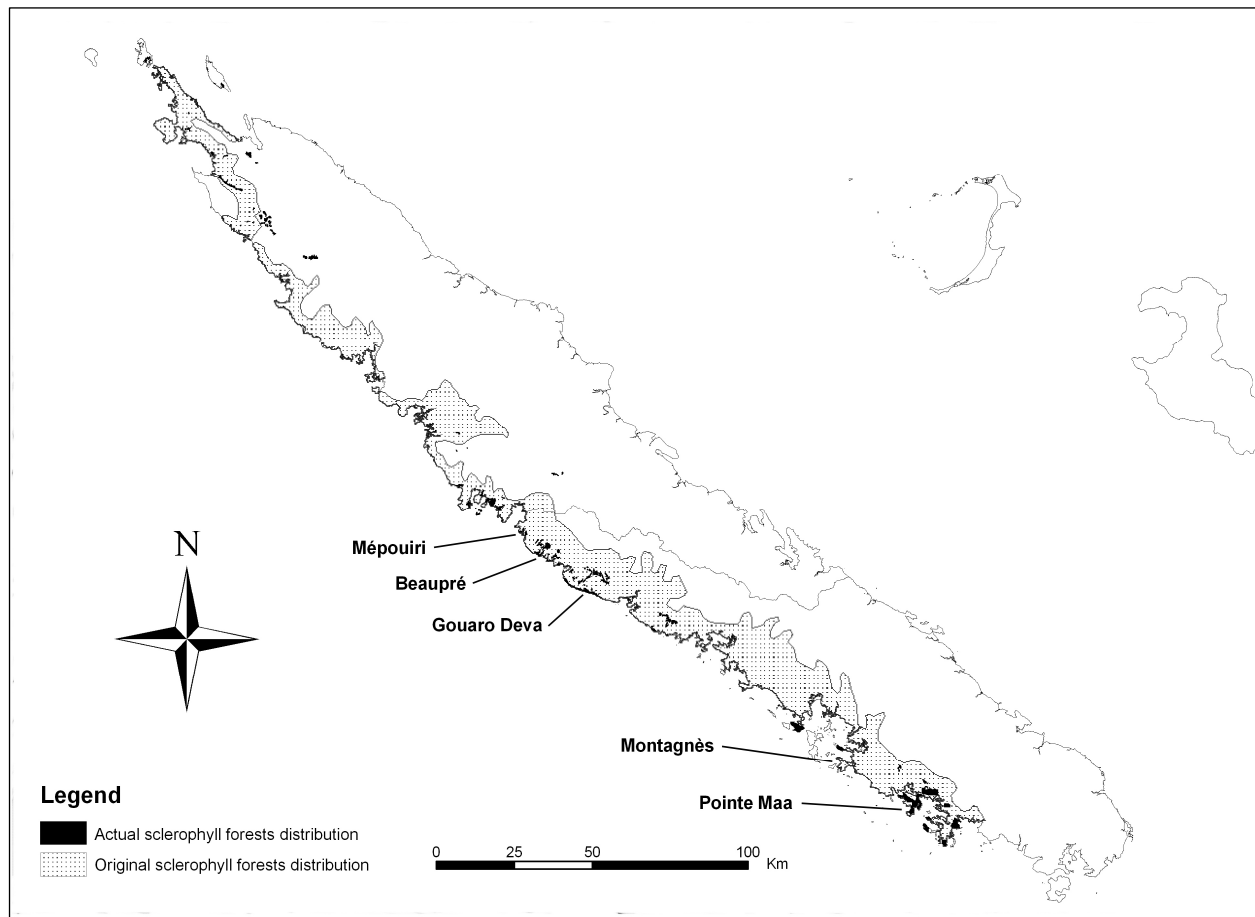 N
Mépouiri
Beaupré
Gouaro Deva
Montagnès
Pointe Maa
Legend
Actual sclerophyll forests distribution
Original sclerophyll forests distribution
0 25 50 100
Km